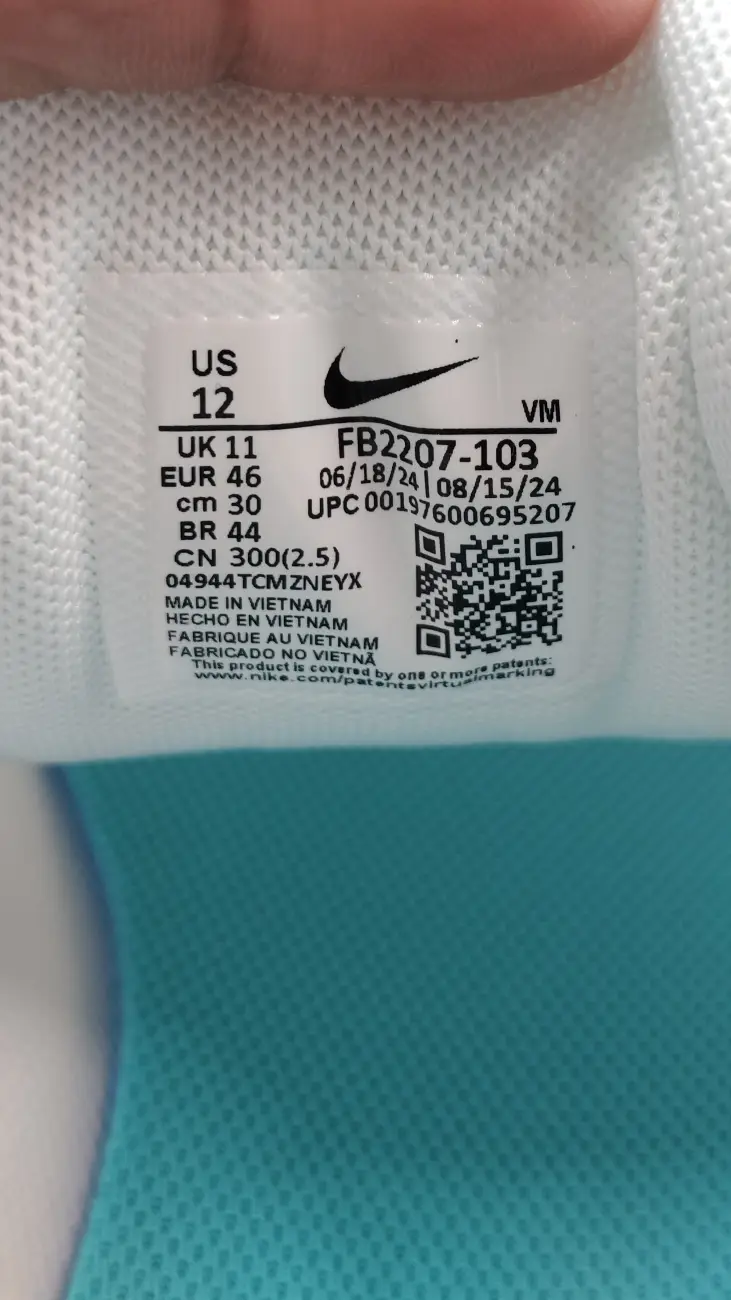 US
12
VM
UK 11
EUR 46
cm 30
BR 44
CN 300(2.5)
FB2207-103
06/18/24 | 08/15/24
UPC 00197600695207
04944TCMZNEYX
MADE IN VIETNAM
HECHO EN VIETNAM
FABRIQUE AU VIETNAM
FABRICADO NO VIETNÃ
This product is covered by one or more patents:
www.nike.com/patentsvirtualmarking